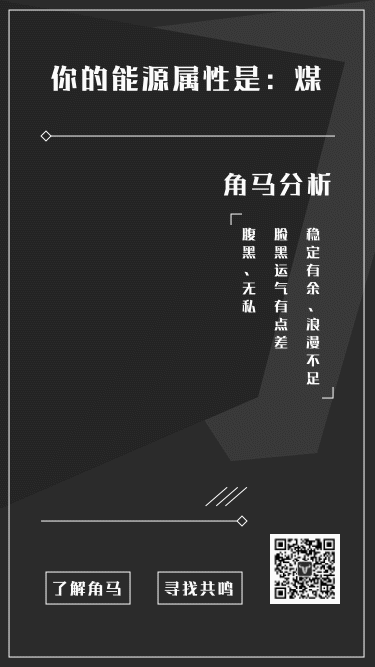 你的能源属性是：煤
角马分析
稳定有余、浪漫不足
脸黑运气有点差
腹黑、无私
了解角马
寻找共鸣